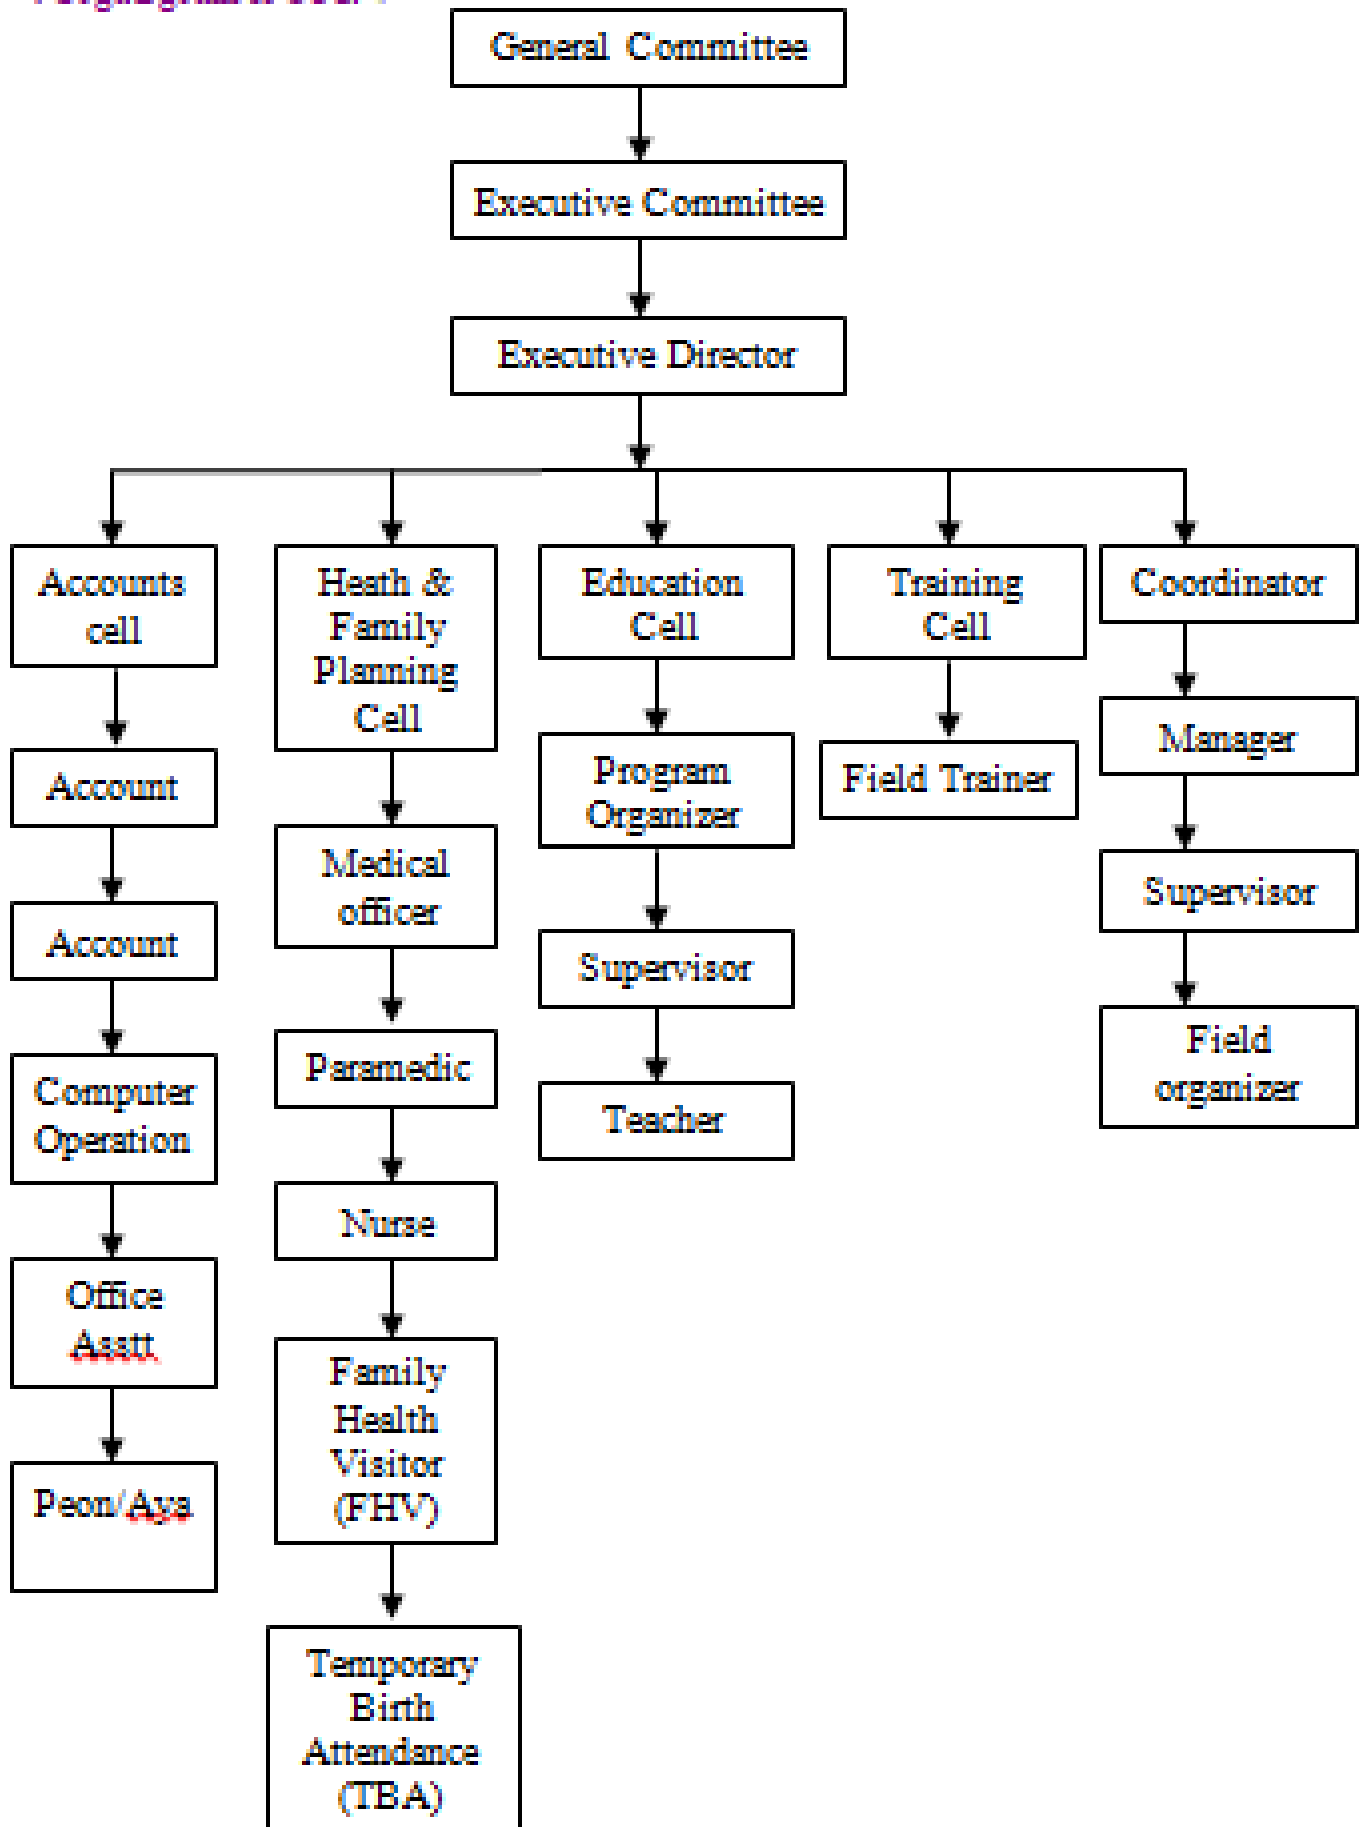 General Committee
Executive Committee
Executive Director
Accounts
cell
Account
Account
Computer
Operation
Office
Asstt
Peon/Aya
Heath &
Family
Planning
Cell
Medical
officer
Paramedic
Nurse
Family
Health
Visitor
(FHV)
Temporary
Birth
Attendance
(TBA)
Education
Cell
Program
Organizer
Supervisor
Teacher
Training
Cell
Field Trainer
Coordinator
Manager
Supervisor
Field
organizer